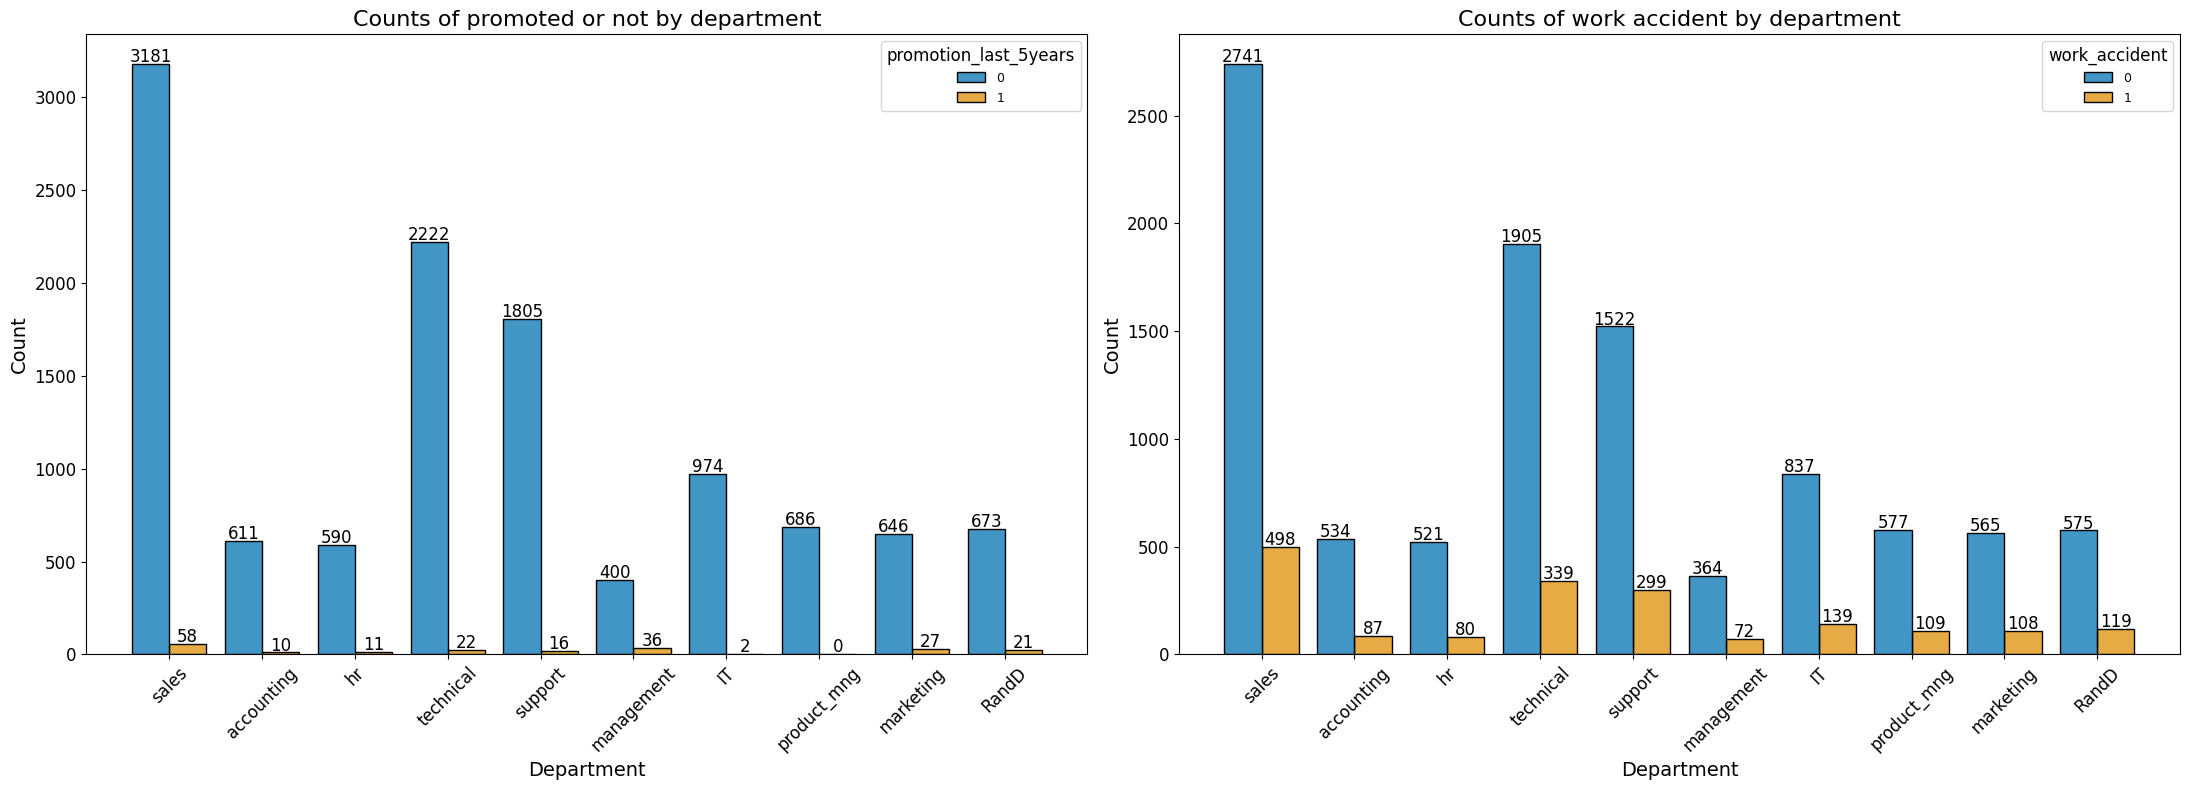 Counts of promoted or not by department
promotion_last_5years
0
1
Count
3000
2500
2000
1500
1000
500
0
3181
58
611
10
590
11
2222
22
1805
16
400
36
974
2
686
0
646
27
673
21
sales
accounting
hr
technical
support
management
IT
product_mng
marketing
RandD
Department
Counts of work accident by department
work_accident
0
1
Count
2500
2000
1500
1000
500
0
2741
498
534
87
521
80
1905
339
1522
299
364
72
837
139
577
109
565
108
575
119
sales
accounting
hr
technical
support
management
IT
product_mng
marketing
RandD
Department